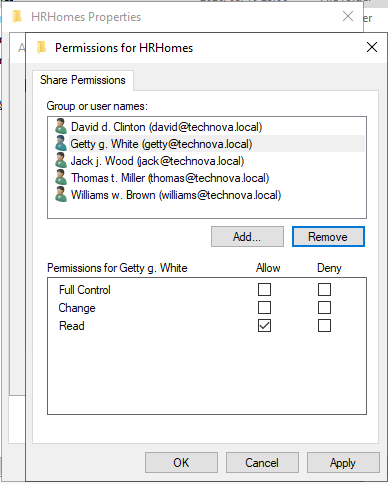 HRHomes Properties
Permissions for HRHomes
Share Permissions
Group or user names:
David d. Clinton (david@technova.local)
Getty g. White (getty@technova.local)
Jack j. Wood (jack@technova.local)
Thomas t. Miller (thomas@technova.local)
Williams w. Brown (williams@technova.local)
Add... Remove
Permissions for Getty g. White Allow Deny
Full Control
Change
Read
OK Cancel Apply